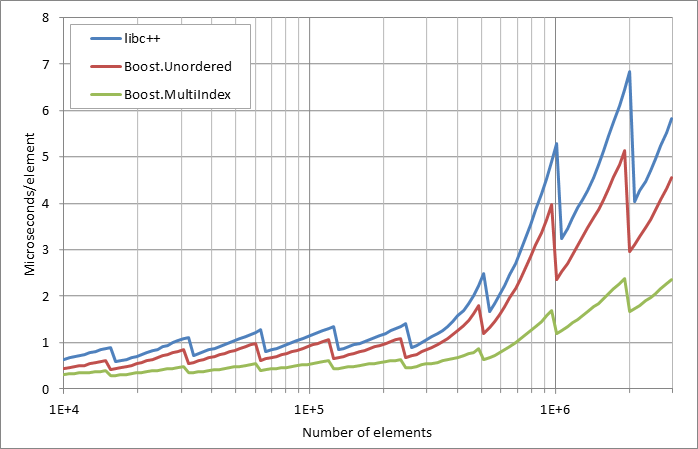 8
7
6
5
4
3
2
1
0
Microseconds/element
libc++
Boost.Unordered
Boost.MultiIndex
1E+4
1E+5
1E+6
Number of elements